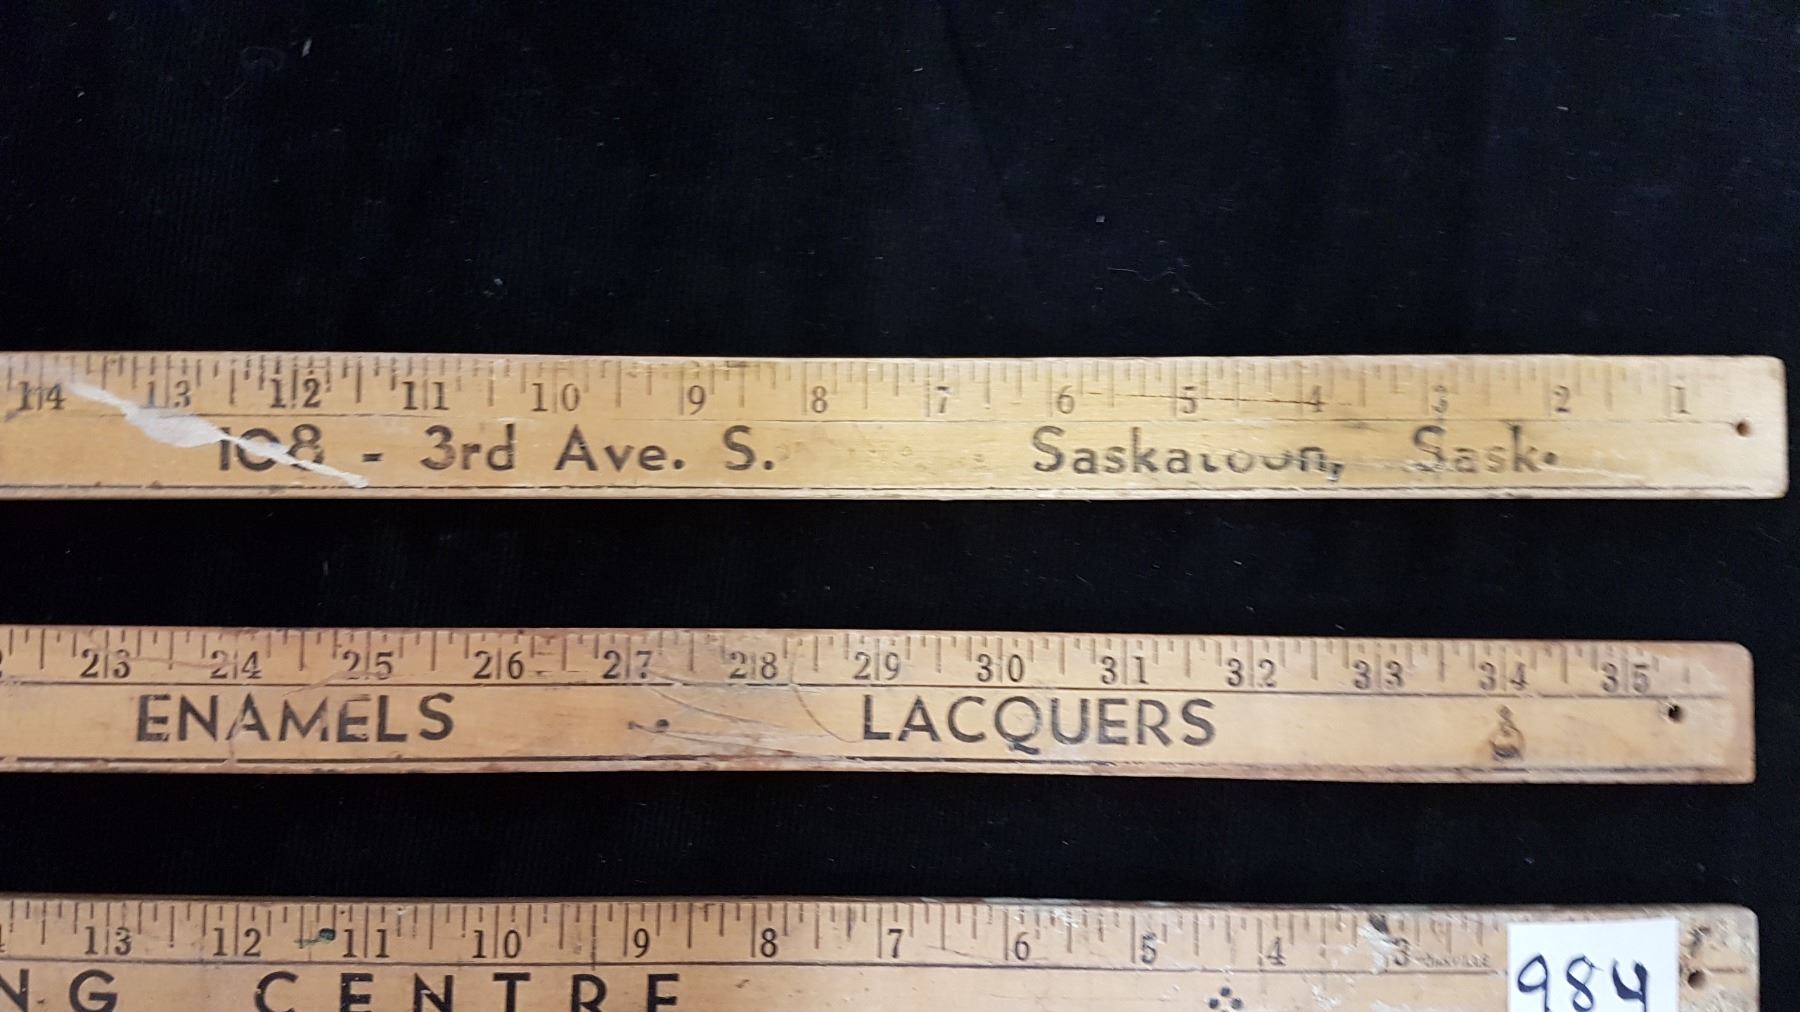 14 13 12 11 10 9 8 7 6 5 4 3 2 1
108 - 3rd Ave. S. Saskatoon, Sask.
23 24 25 26 27 28 29 30 31 32 33 34 35
ENAMELS LACQUERS
13 12 11 10 9 8 7 6 5 4 3
NG CENTRE
984